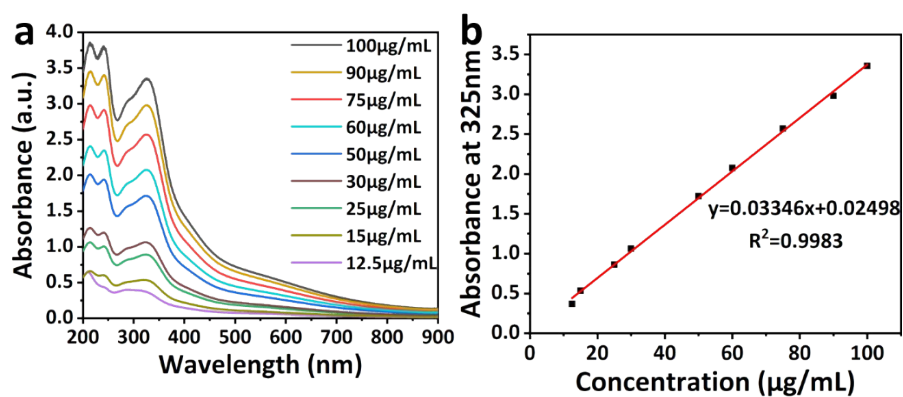 a
Absorbance (a.u.)
4.0
3.5
3.0
2.5
2.0
1.5
1.0
0.5
0.0
200 300 400 500 600 700 800 900
Wavelength (nm)
100μg/mL
90μg/mL
75μg/mL
60μg/mL
50μg/mL
30μg/mL
25μg/mL
15μg/mL
12.5μg/mL
b
Absorbance at 325nm
3.5
3.0
2.5
2.0
1.5
1.0
0.5
0.0
0 20 40 60 80 100
Concentration (μg/mL)
y=0.03346x+0.02498
R²=0.9983